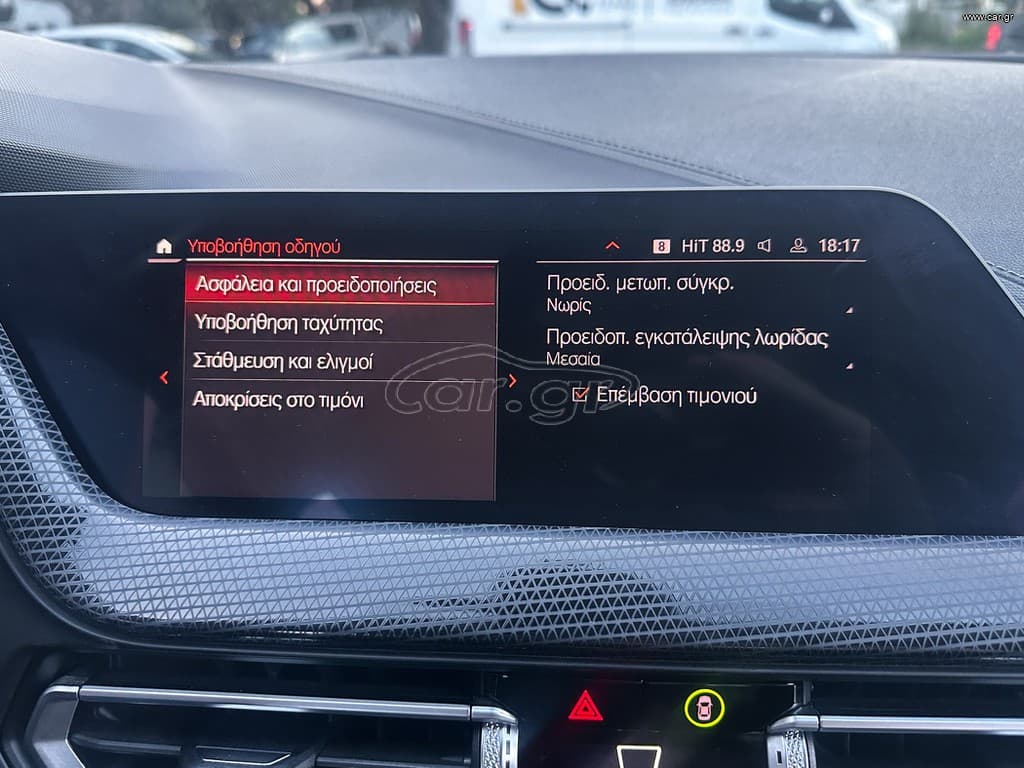 www.car.gr
Υποβοήθηση οδηγού
8 HiT 88.9 18:17
Ασφάλεια και προειδοποιήσεις
Υποβοήθηση ταχύτητας
Στάθμευση και ελιγμοί
Αποκρίσεις στο τιμόνι
Προειδ. μετωπ. σύγκρ.
Νωρίς
Προειδοπ. εγκατάλειψης λωρίδας
Μεσαία
Επέμβαση τιμονιού
car.gr